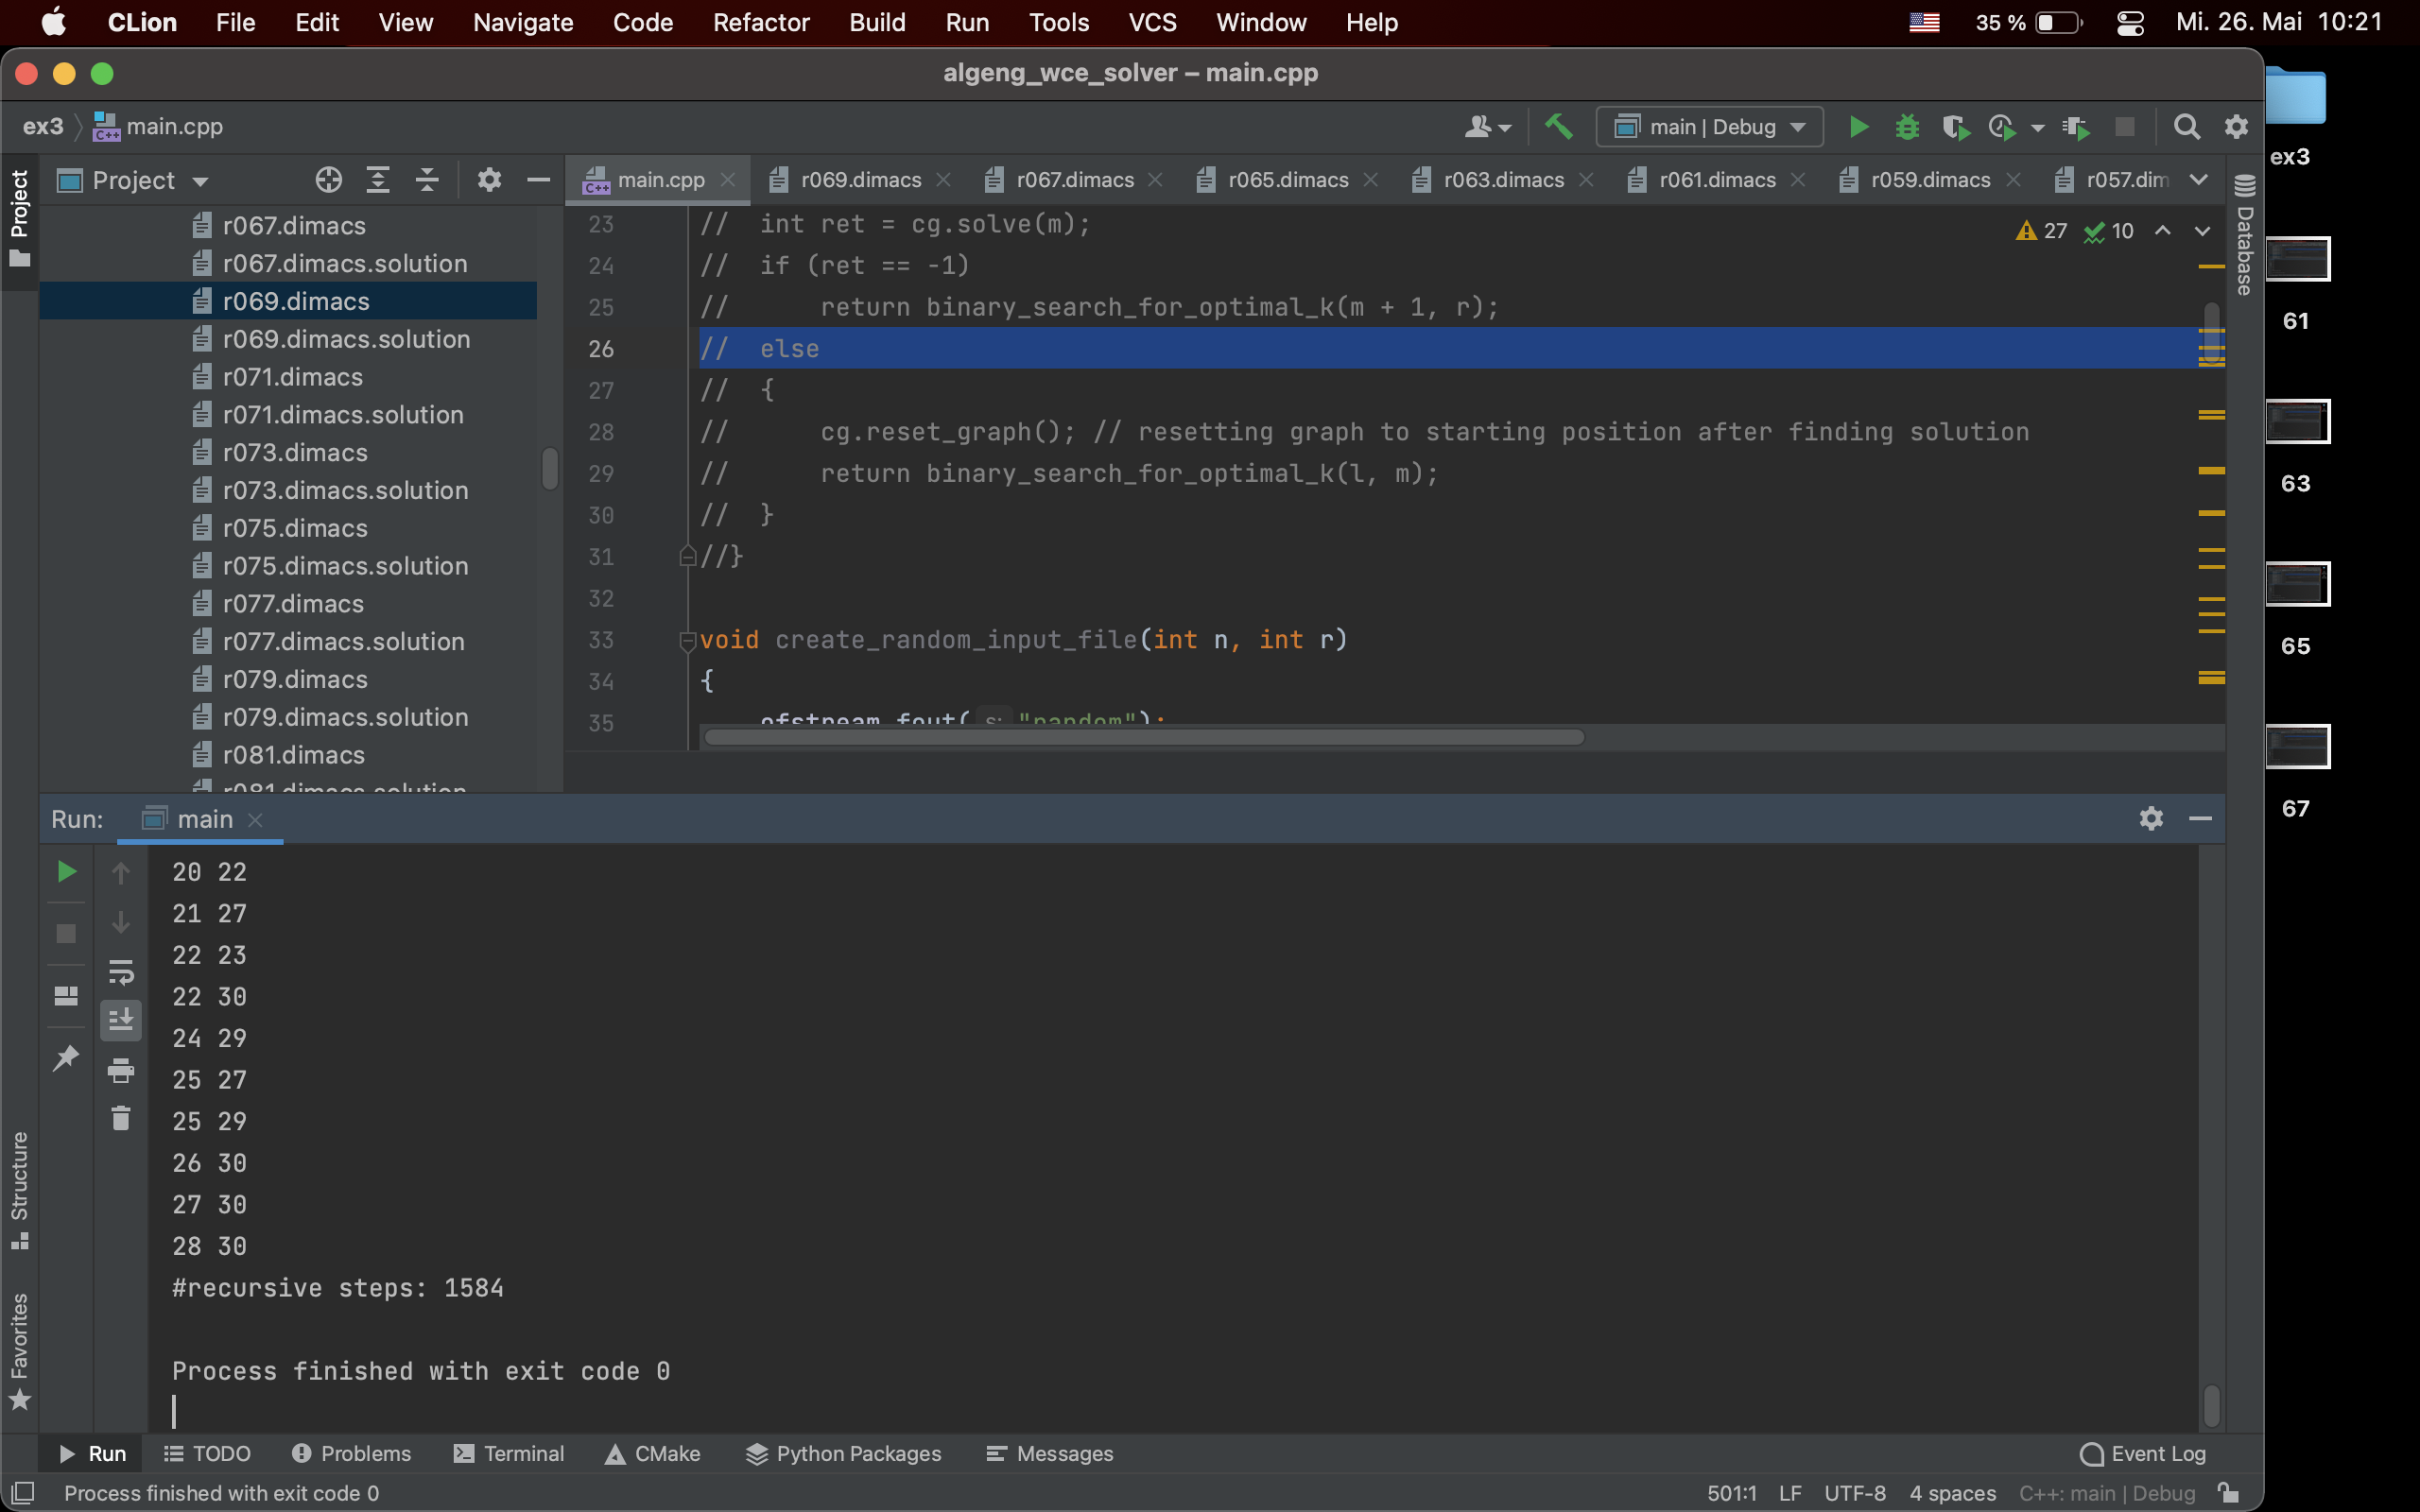 CLion File Edit View Navigate Code Refactor Build Run Tools VCS Window Help 35 % Mi. 26. Mai 10:21
algeng_wce_solver – main.cpp
ex3 main.cpp main | Debug
Project main.cpp r069.dimacs r067.dimacs r065.dimacs r063.dimacs r061.dimacs r059.dimacs r057.dim
Project
r067.dimacs
r067.dimacs.solution
r069.dimacs
r069.dimacs.solution
r071.dimacs
r071.dimacs.solution
r073.dimacs
r073.dimacs.solution
r075.dimacs
r075.dimacs.solution
r077.dimacs
r077.dimacs.solution
r079.dimacs
r079.dimacs.solution
r081.dimacs
r081.dimacs.solution
27 10
23 // int ret = cg.solve(m);
24 // if (ret == -1)
25 // return binary_search_for_optimal_k(m + 1, r);
26 // else
27 // {
28 // cg.reset_graph(); // resetting graph to starting position after finding solution
29 // return binary_search_for_optimal_k(l, m);
30 // }
31 //}
32
33 void create_random_input_file(int n, int r)
34 {
35 ofstream fout( s: "random");
Database
ex3
61
63
65
67
Run: main
20 22
21 27
22 23
22 30
24 29
25 27
25 29
26 30
27 30
28 30
#recursive steps: 1584
Process finished with exit code 0
Structure
Favorites
Run TODO Problems Terminal CMake Python Packages Messages Event Log
Process finished with exit code 0 501:1 LF UTF-8 4 spaces C++: main | Debug